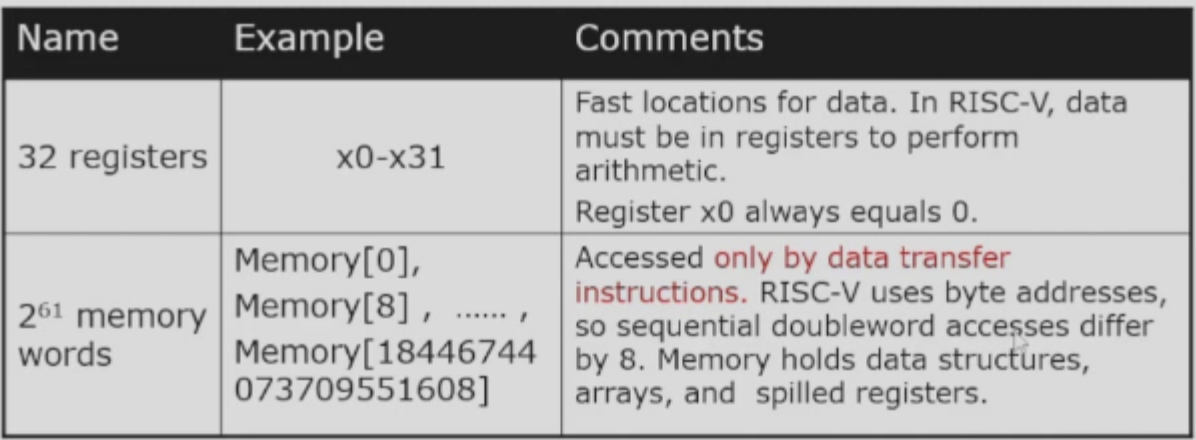 Name Example Comments
32 registers
x0-x31
Fast locations for data. In RISC-V, data
must be in registers to perform
arithmetic.
Register x0 always equals 0.
2⁶¹ memory
words
Memory[0],
Memory[8] , ...... ,
Memory[18446744
073709551608]
Accessed only by data transfer
instructions. RISC-V uses byte addresses,
so sequential doubleword accesses differ
by 8. Memory holds data structures,
arrays, and spilled registers.